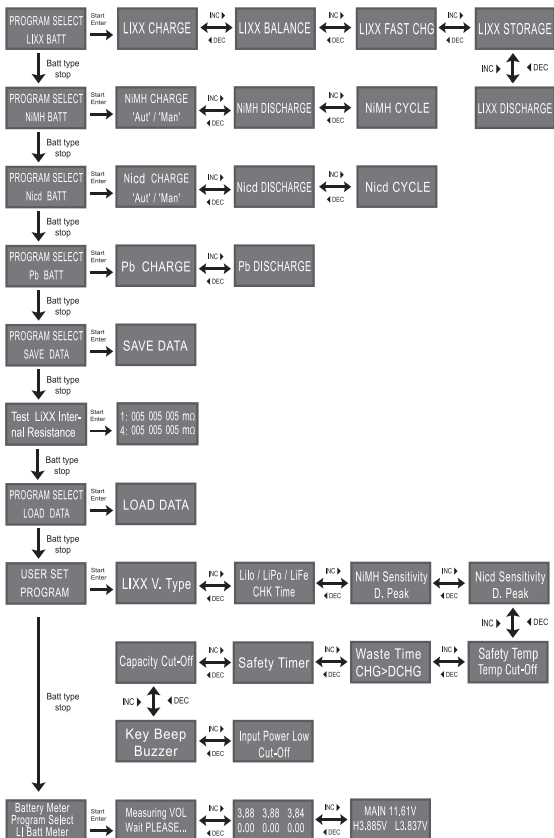 PROGRAM SELECT
LIXX BATT
Start
Enter
LIXX CHARGE
INC
DEC
LIXX BALANCE
INC
DEC
LIXX FAST CHG
INC
DEC
LIXX STORAGE
Batt type
stop
INC
DEC
PROGRAM SELECT
NiMH BATT
Start
Enter
NiMH CHARGE
'Aut' / 'Man'
INC
DEC
NiMH DISCHARGE
INC
DEC
NiMH CYCLE
LIXX DISCHARGE
Batt type
stop
PROGRAM SELECT
Nicd BATT
Start
Enter
Nicd CHARGE
'Aut' / 'Man'
INC
DEC
Nicd DISCHARGE
INC
DEC
Nicd CYCLE
Batt type
stop
PROGRAM SELECT
Pb BATT
Start
Enter
Pb CHARGE
INC
DEC
Pb DISCHARGE
Batt type
stop
PROGRAM SELECT
SAVE DATA
Start
Enter
SAVE DATA
Batt type
stop
Test LiXX Inter-
nal Resistance
Start
Enter
1: 005 005 005 mΩ
4: 005 005 005 mΩ
Batt type
stop
PROGRAM SELECT
LOAD DATA
Start
Enter
LOAD DATA
Batt type
stop
USER SET
PROGRAM
Start
Enter
LIXX V. Type
INC
DEC
LiIo / LiPo / LiFe
CHK Time
INC
DEC
NiMH Sensitivity
D. Peak
INC
DEC
Nicd Sensitivity
D. Peak
INC
DEC
Capacity Cut-Off
INC
DEC
Safety Timer
INC
DEC
Waste Time
CHG>DCHG
INC
DEC
Safety Temp
Temp Cut-Off
Batt type
stop
INC
DEC
Key Beep
Buzzer
INC
DEC
Input Power Low
Cut-Off
Battery Meter
Program Select
LI Batt Meter
Start
Enter
Measuring VOL
Wait PLEASE...
INC
DEC
3,88 3,88 3,84
0.00 0.00 0.00
INC
DEC
MAIN 11,61V
H3.885V L3.837V